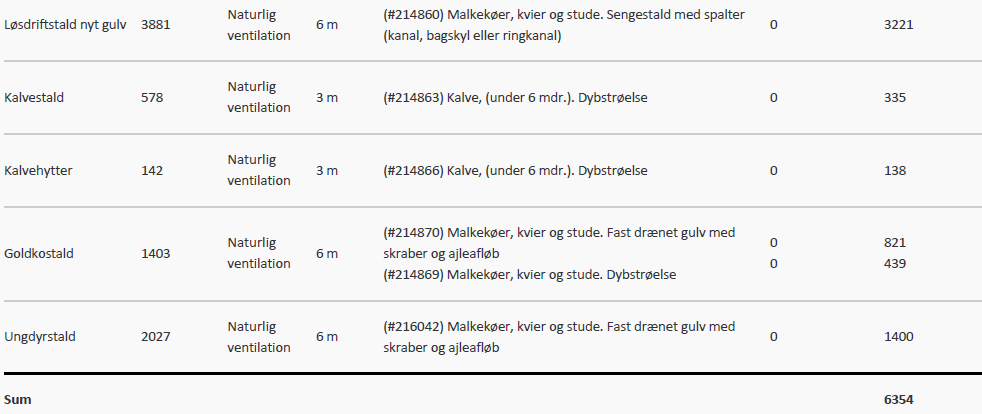 Løsdriftstald nyt gulv 3881 Naturlig ventilation 6 m (#214860) Malkekøer, kvier og stude. Sengestald med spalter (kanal, bagskyl eller ringkanal) 0 3221
Kalvestald 578 Naturlig ventilation 3 m (#214863) Kalve, (under 6 mdr.). Dybstrøelse 0 335
Kalvehytter 142 Naturlig ventilation 3 m (#214866) Kalve, (under 6 mdr.). Dybstrøelse 0 138
Goldkostald 1403 Naturlig ventilation 6 m (#214870) Malkekøer, kvier og stude. Fast drænet gulv med skraber og ajleafløb 0 821
(#214869) Malkekøer, kvier og stude. Dybstrøelse 0 439
Ungdyrstald 2027 Naturlig ventilation 6 m (#216042) Malkekøer, kvier og stude. Fast drænet gulv med skraber og ajleafløb 0 1400
Sum 6354